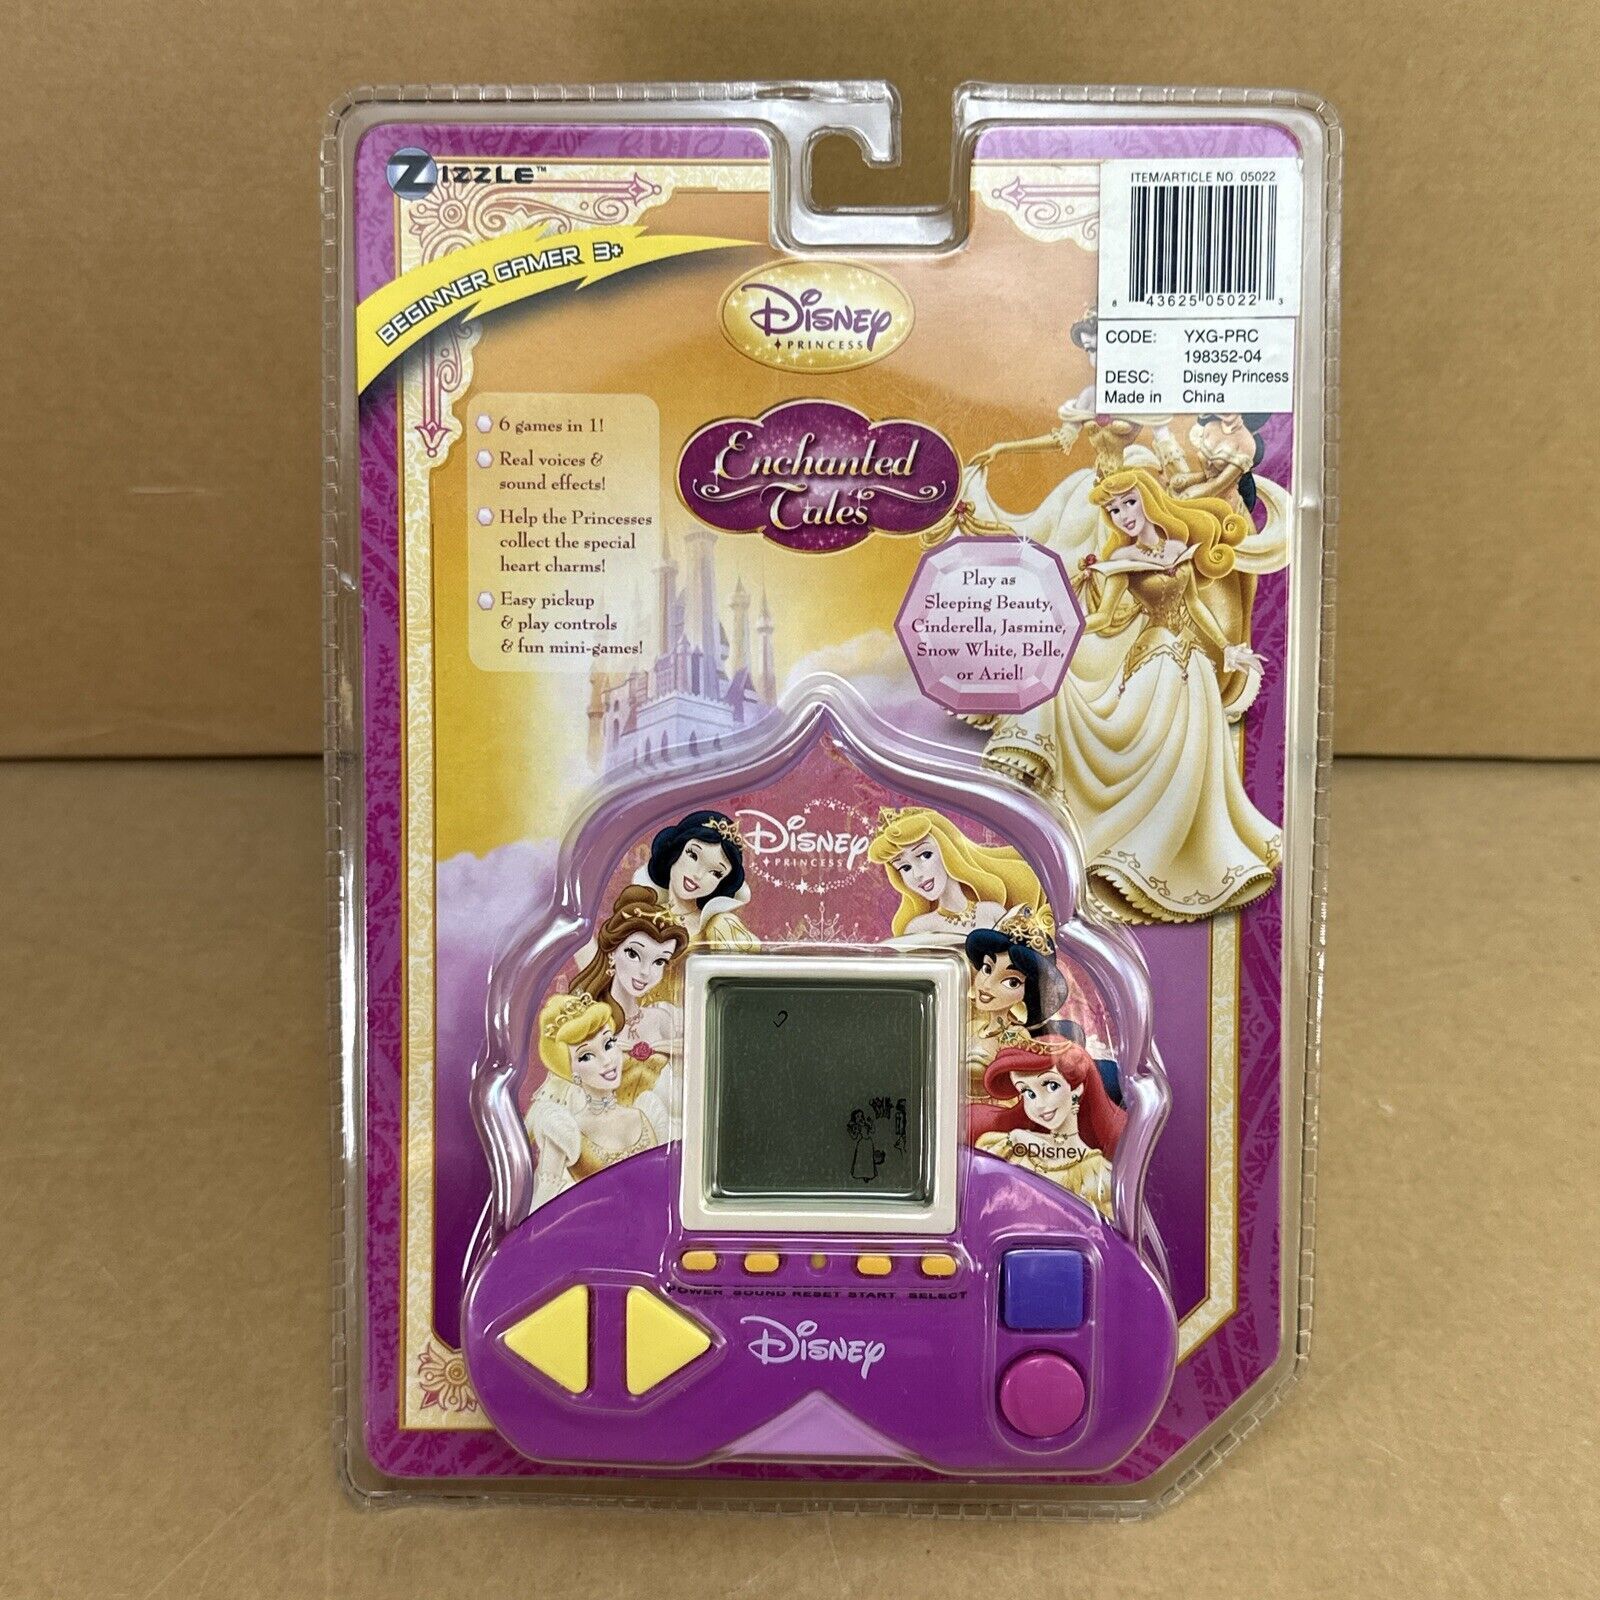 ZIZZLE™
ITEM/ARTICLE NO. 05022
8 43625 05022 3
CODE: YXG-PRC
198352-04
DESC: Disney Princess
Made in China
BEGINNER GAMER 3+
Disney
PRINCESS
Enchanted
Tales
6 games in 1!
Real voices &
sound effects!
Help the Princesses
collect the special
heart charms!
Easy pickup
& play controls
& fun mini-games!
Play as
Sleeping Beauty,
Cinderella, Jasmine,
Snow White, Belle,
or Ariel!
Disney
PRINCESS
©Disney
POWER SOUND RESET START SELECT
Disney